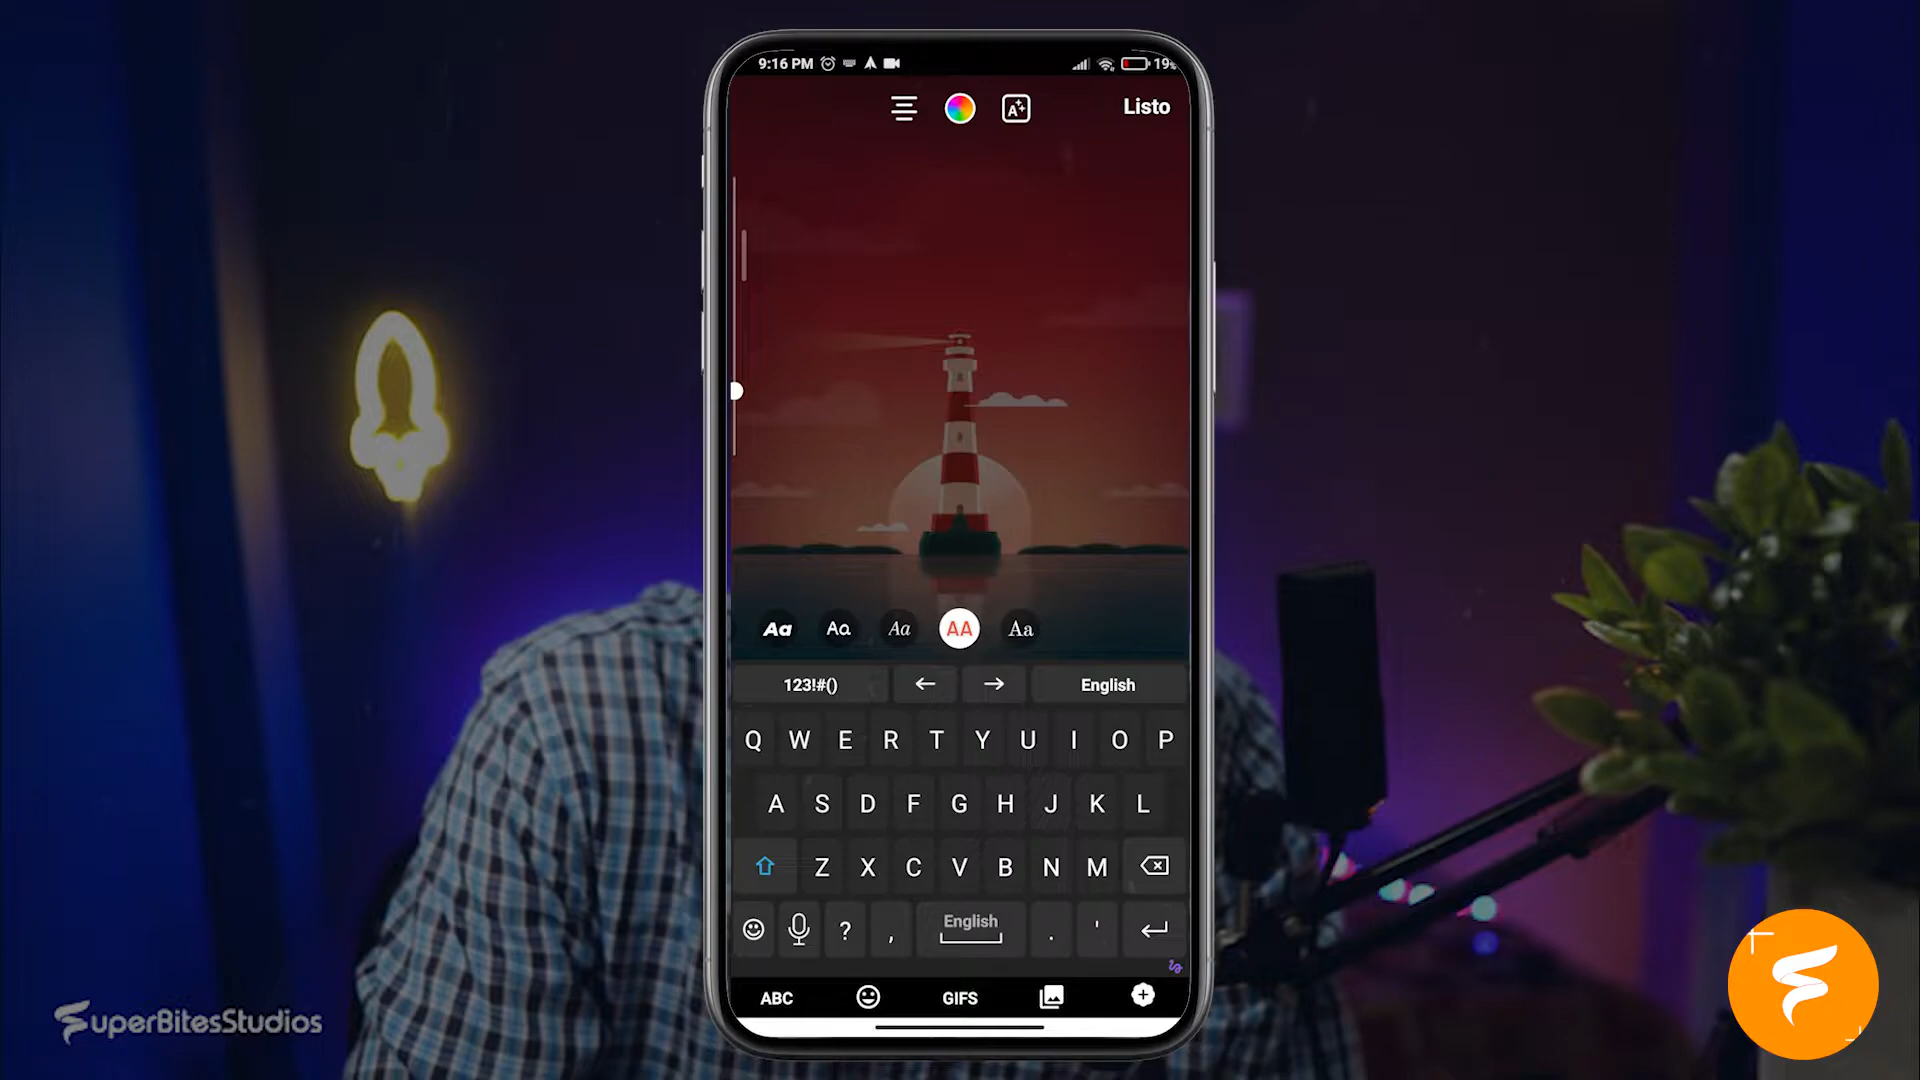 9:16 PM 19%
A+ Listo
Aa Aa Aa AA Aa
123!#() ← → English
Q W E R T Y U I O P
A S D F G H J K L
Z X C V B N M
? , English . '
ABC GIFS
SuperBitesStudios